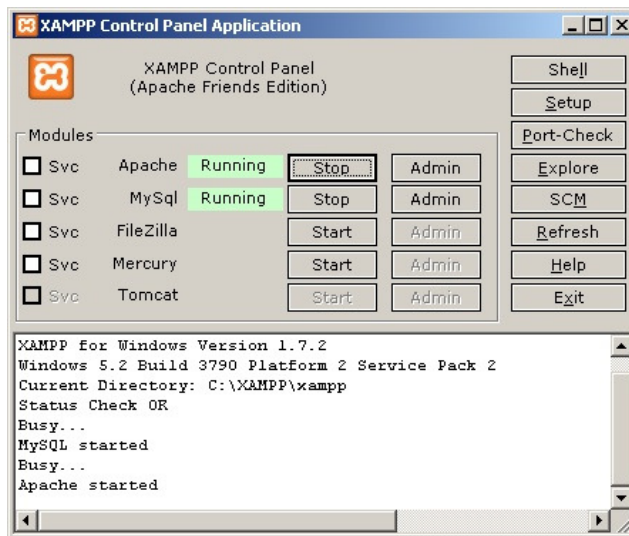 XAMPP Control Panel Application
XAMPP Control Panel
(Apache Friends Edition)
Shell
Setup
Port-Check
Explore
SCM
Refresh
Help
Exit
Modules
Svc Apache Running Stop Admin
Svc MySql Running Stop Admin
Svc FileZilla Start Admin
Svc Mercury Start Admin
Svc Tomcat Start Admin
XAMPP for Windows Version 1.7.2
Windows 5.2 Build 3790 Platform 2 Service Pack 2
Current Directory: C:\XAMPP\xampp
Status Check OR
Busy...
MySQL started
Busy...
Apache started